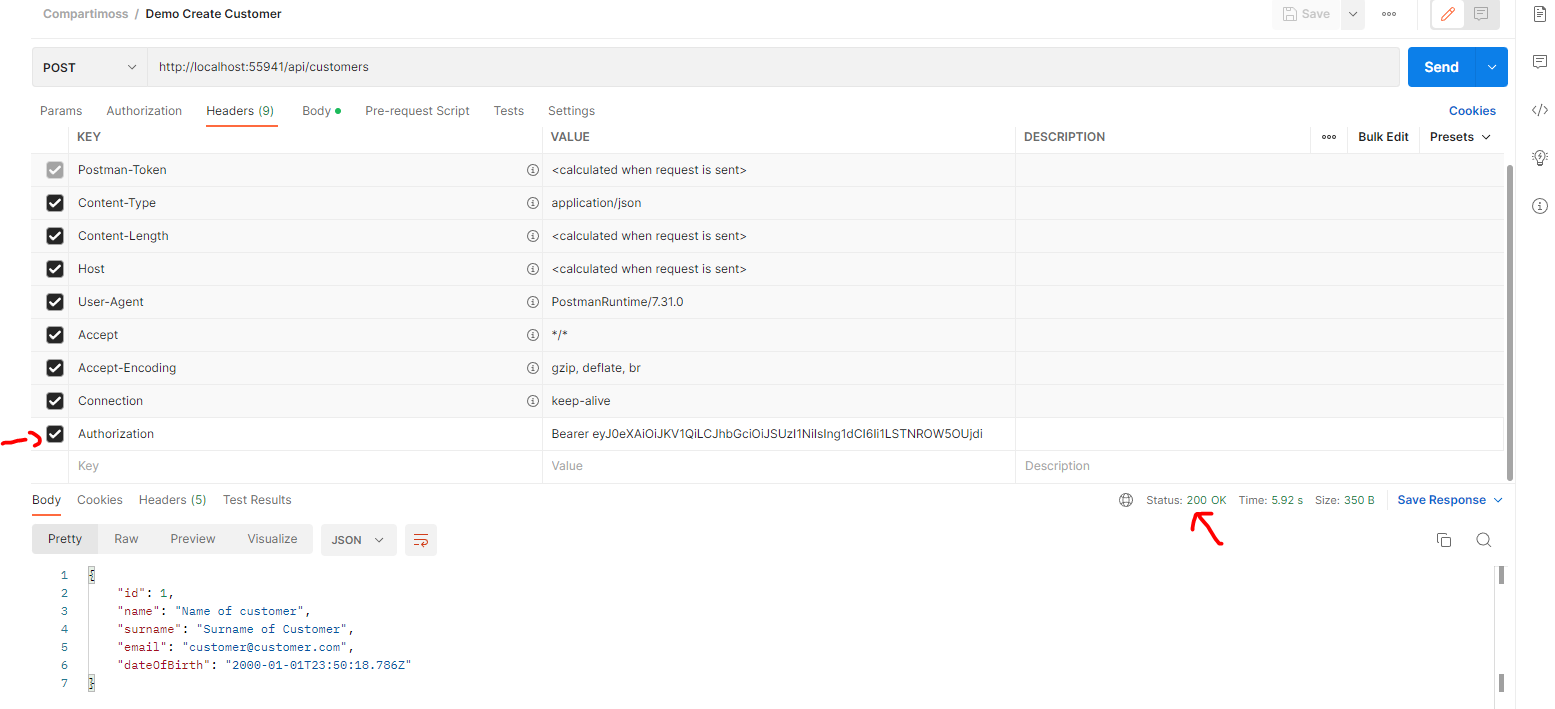 Compartimoss / Demo Create Customer
Save
POST http://localhost:55941/api/customers Send
Params Authorization Headers (9) Body Pre-request Script Tests Settings Cookies
KEY VALUE DESCRIPTION Bulk Edit Presets
Postman-Token <calculated when request is sent>
Content-Type application/json
Content-Length <calculated when request is sent>
Host <calculated when request is sent>
User-Agent PostmanRuntime/7.31.0
Accept */*
Accept-Encoding gzip, deflate, br
Connection keep-alive
Authorization Bearer eyJ0eXAiOiJKV1QiLCJhbGciOiJSUzI1NiIsIng1dCI6Ii1LSTNROW5OUjdi
Key Value Description
Body Cookies Headers (5) Test Results Status: 200 OK Time: 5.92 s Size: 350 B Save Response
Pretty Raw Preview Visualize JSON
1 {
2 "id": 1,
3 "name": "Name of customer",
4 "surname": "Surname of Customer",
5 "email": "customer@customer.com",
6 "dateOfBirth": "2000-01-01T23:50:18.786Z"
7 }